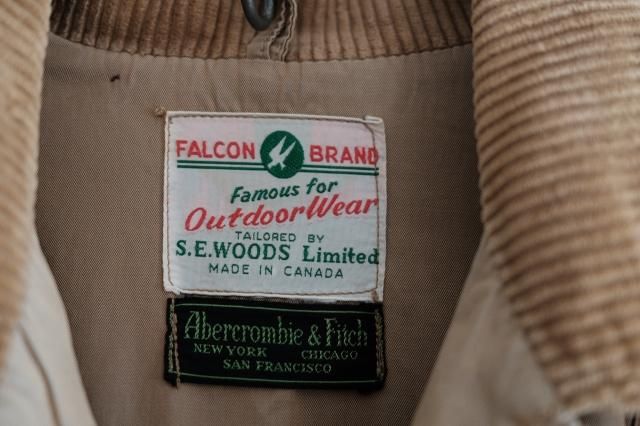 FALCON BRAND
Famous for
OutdoorWear
TAILORED BY
S.E.WOODS Limited
MADE IN CANADA
Abercrombie & Fitch
NEW YORK CHICAGO
SAN FRANCISCO